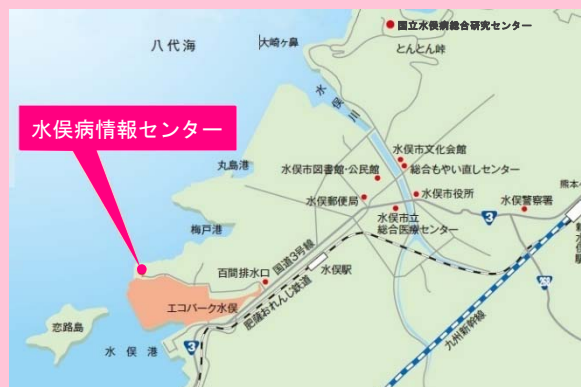 国立水俣病総合研究センター
八代海
大崎ヶ鼻
とんとん峠
水俣川
水俣病情報センター
水俣市文化会館
丸島港
水俣市図書館・公民館
総合もやい直しセンター
水俣市役所
水俣郵便局
水俣警察署
水俣市立
総合医療センター
3
梅戸港
国道3号線
百間排水口
水俣駅
新水俣駅
エコパーク水俣
肥薩おれんじ鉄道
恋路島
水俣港
3
九州新幹線